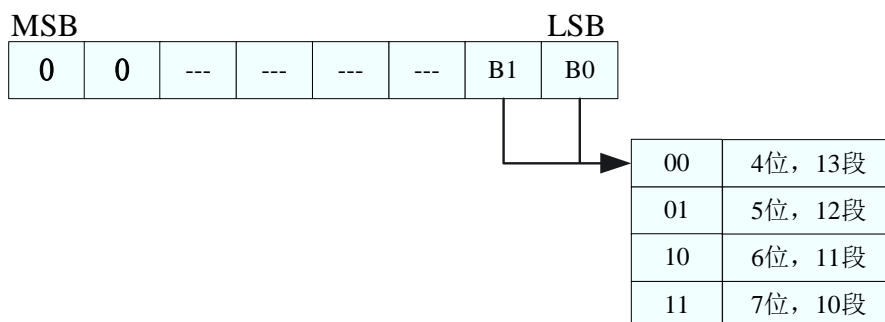 MSB LSB
0 0 --- --- --- --- B1 B0
00 4位，13段
01 5位，12段
10 6位，11段
11 7位，10段